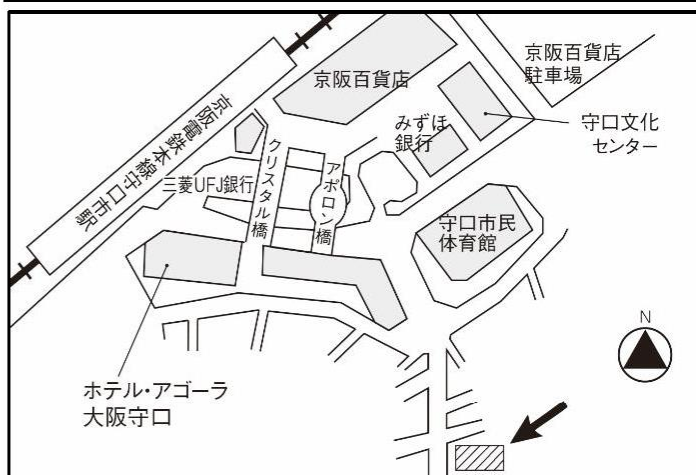 京阪百貨店
京阪百貨店
駐車場
みずほ
銀行
守口文化
センター
京阪電鉄本線守口市駅
三菱UFJ銀行
クリスタル橋
アポロン橋
守口市民
体育館
N
ホテル・アゴーラ
大阪守口